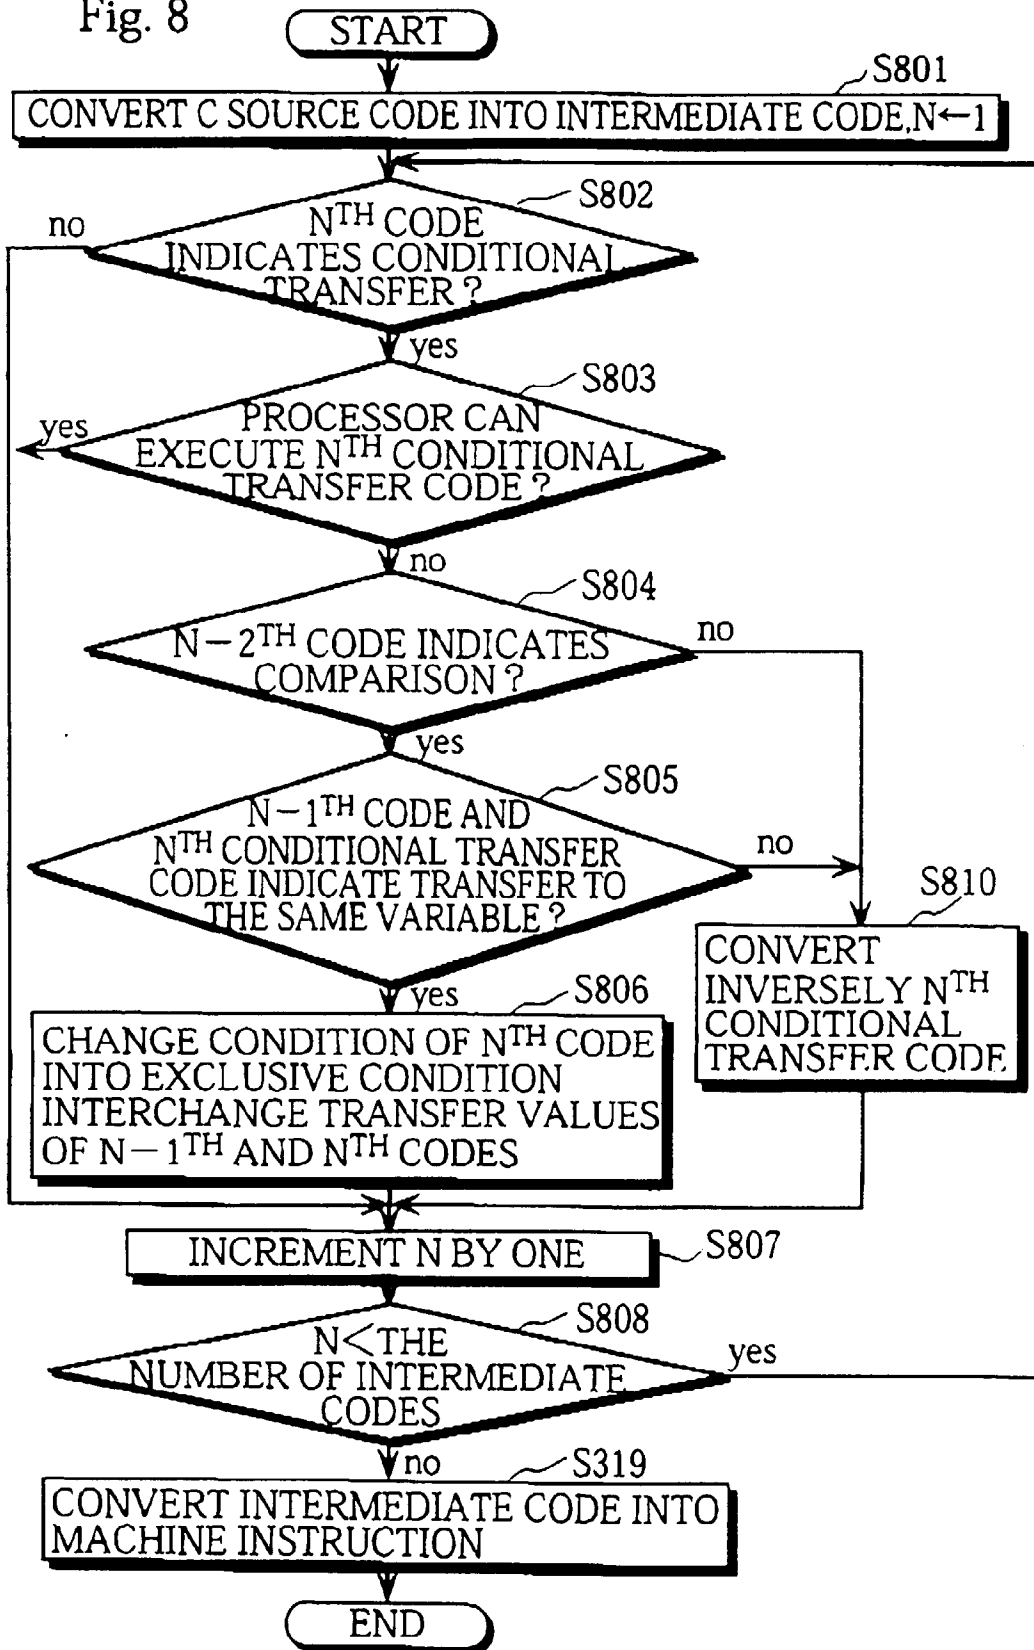 Fig. 8
START
S801
CONVERT C SOURCE CODE INTO INTERMEDIATE CODE,N←1
S802
no
NTH CODE
INDICATES CONDITIONAL
TRANSFER?
yes
S803
yes
PROCESSOR CAN
EXECUTE NTH CONDITIONAL
TRANSFER CODE?
no
S804
no
N−2TH CODE INDICATES
COMPARISON?
yes
S805
N−1TH CODE AND
NTH CONDITIONAL TRANSFER
CODE INDICATE TRANSFER TO
THE SAME VARIABLE?
no
S810
CONVERT
INVERSELY NTH
CONDITIONAL
TRANSFER CODE
yes
S806
CHANGE CONDITION OF NTH CODE
INTO EXCLUSIVE CONDITION
INTERCHANGE TRANSFER VALUES
OF N−1TH AND NTH CODES
INCREMENT N BY ONE
S807
S808
N<THE
NUMBER OF INTERMEDIATE
CODES
yes
no
S319
CONVERT INTERMEDIATE CODE INTO
MACHINE INSTRUCTION
END